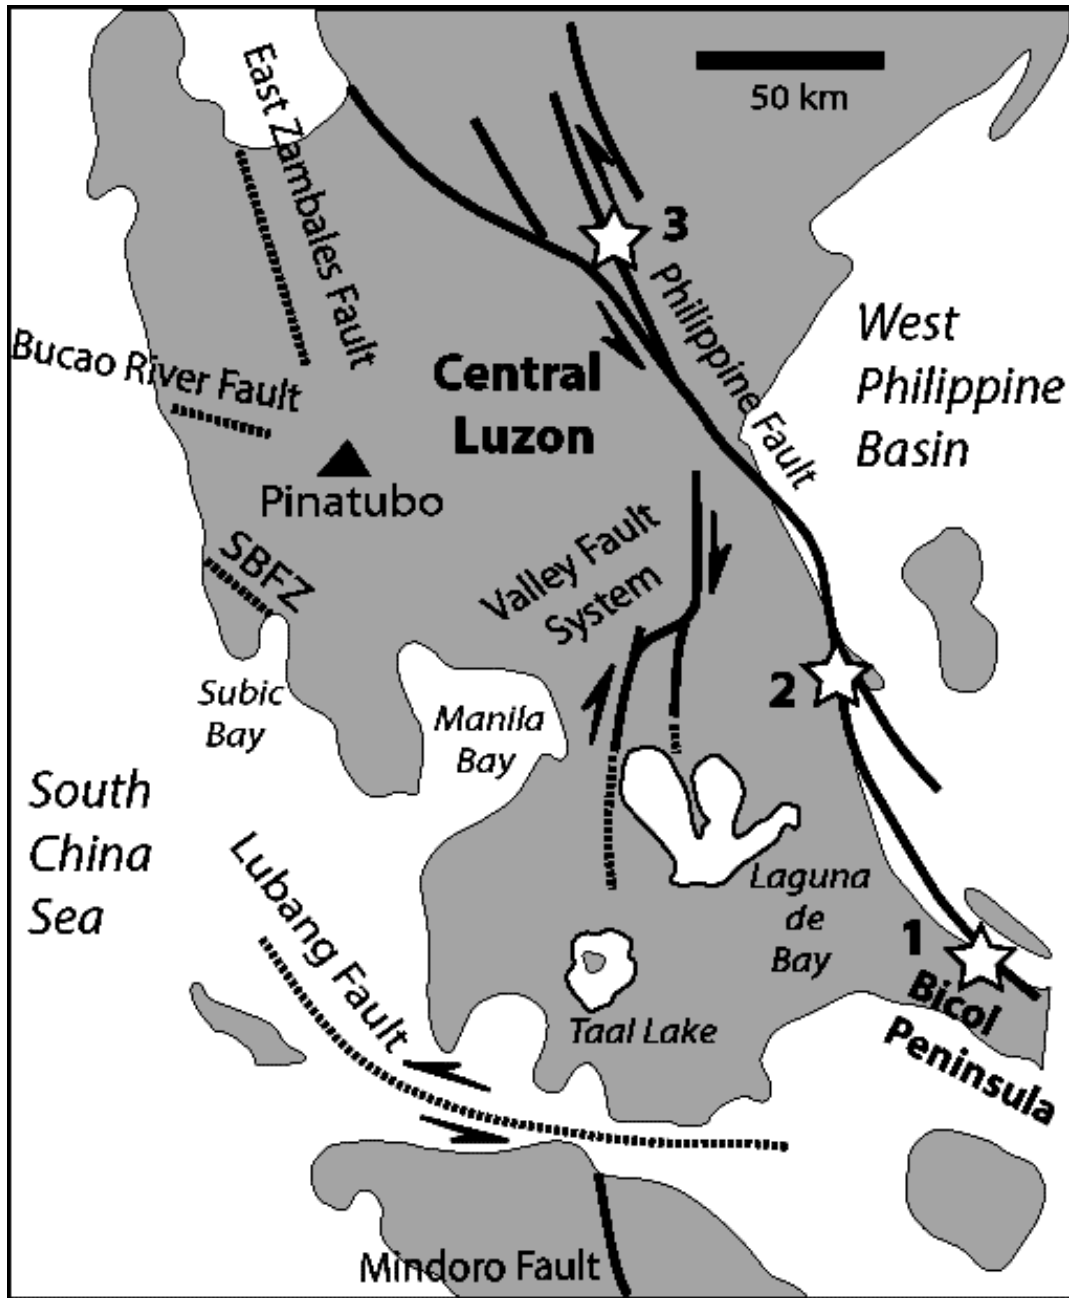 East Zambales Fault
50 km
3
Philippine Fault
West
Philippine
Basin
Bucao River Fault
Central
Luzon
Pinatubo
SBFZ
Valley Fault
System
Subic
Bay
Manila
Bay
2
South
China
Sea
Lubang Fault
Laguna
de
Bay
1
Bicol
Peninsula
Taal Lake
Mindoro Fault